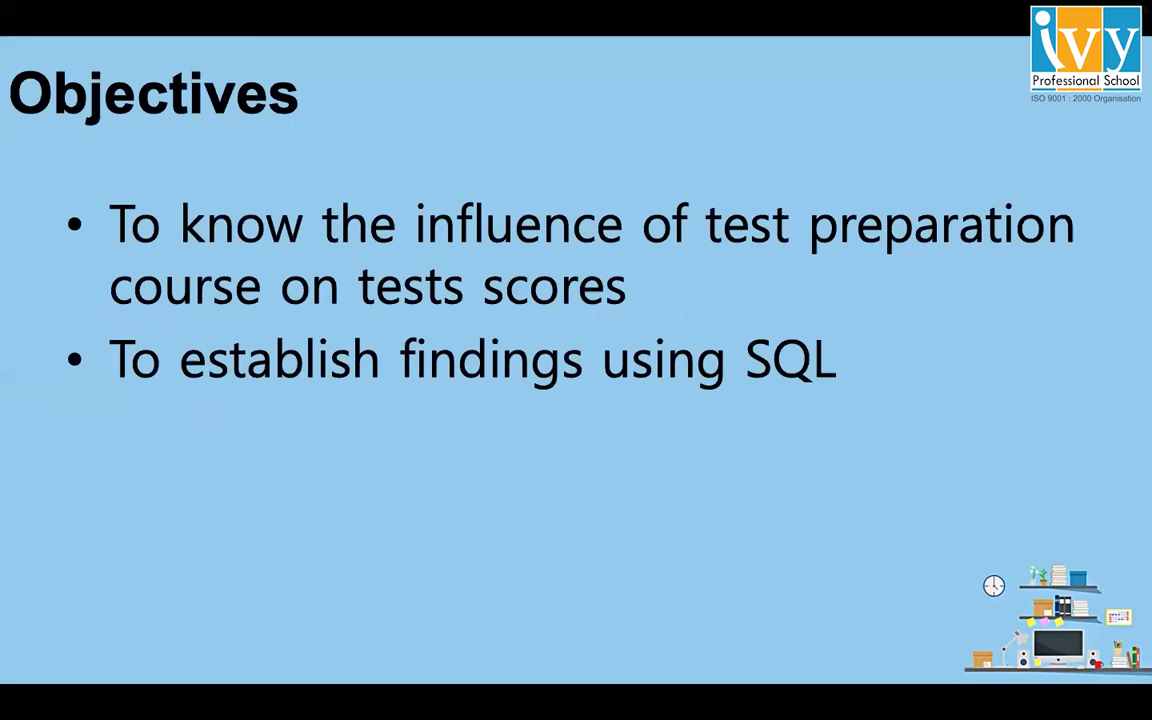 ivy
Professional School
ISO 9001 : 2000 Organisation
Objectives
• To know the influence of test preparation
course on tests scores
• To establish findings using SQL